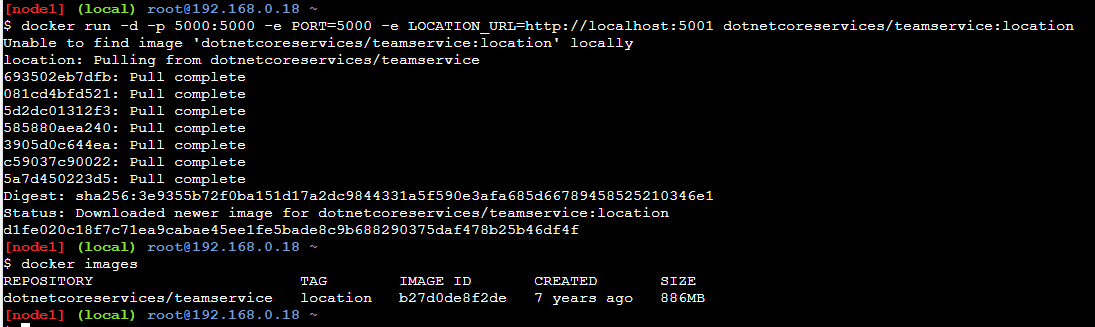 [node1] (local) root@192.168.0.18 ~
$ docker run -d -p 5000:5000 -e PORT=5000 -e LOCATION_URL=http://localhost:5001 dotnetcoreservices/teamservice:location
Unable to find image 'dotnetcoreservices/teamservice:location' locally
location: Pulling from dotnetcoreservices/teamservice
693502eb7dfb: Pull complete
081cd4bfd521: Pull complete
5d2dc01312f3: Pull complete
585880aea240: Pull complete
3905d0c644ea: Pull complete
c59037c90022: Pull complete
5a7d450223d5: Pull complete
Digest: sha256:3e9355b72f0ba151d17a2dc9844331a5f590e3afa685d66789458525210346e1
Status: Downloaded newer image for dotnetcoreservices/teamservice:location
d1fe020c18f7c71ea9cabae45ee1fe5bade8c9b688290375daf478b25b46df4f
[node1] (local) root@192.168.0.18 ~
$ docker images
REPOSITORY TAG IMAGE ID CREATED SIZE
dotnetcoreservices/teamservice location b27d0de8f2de 7 years ago 886MB
[node1] (local) root@192.168.0.18 ~